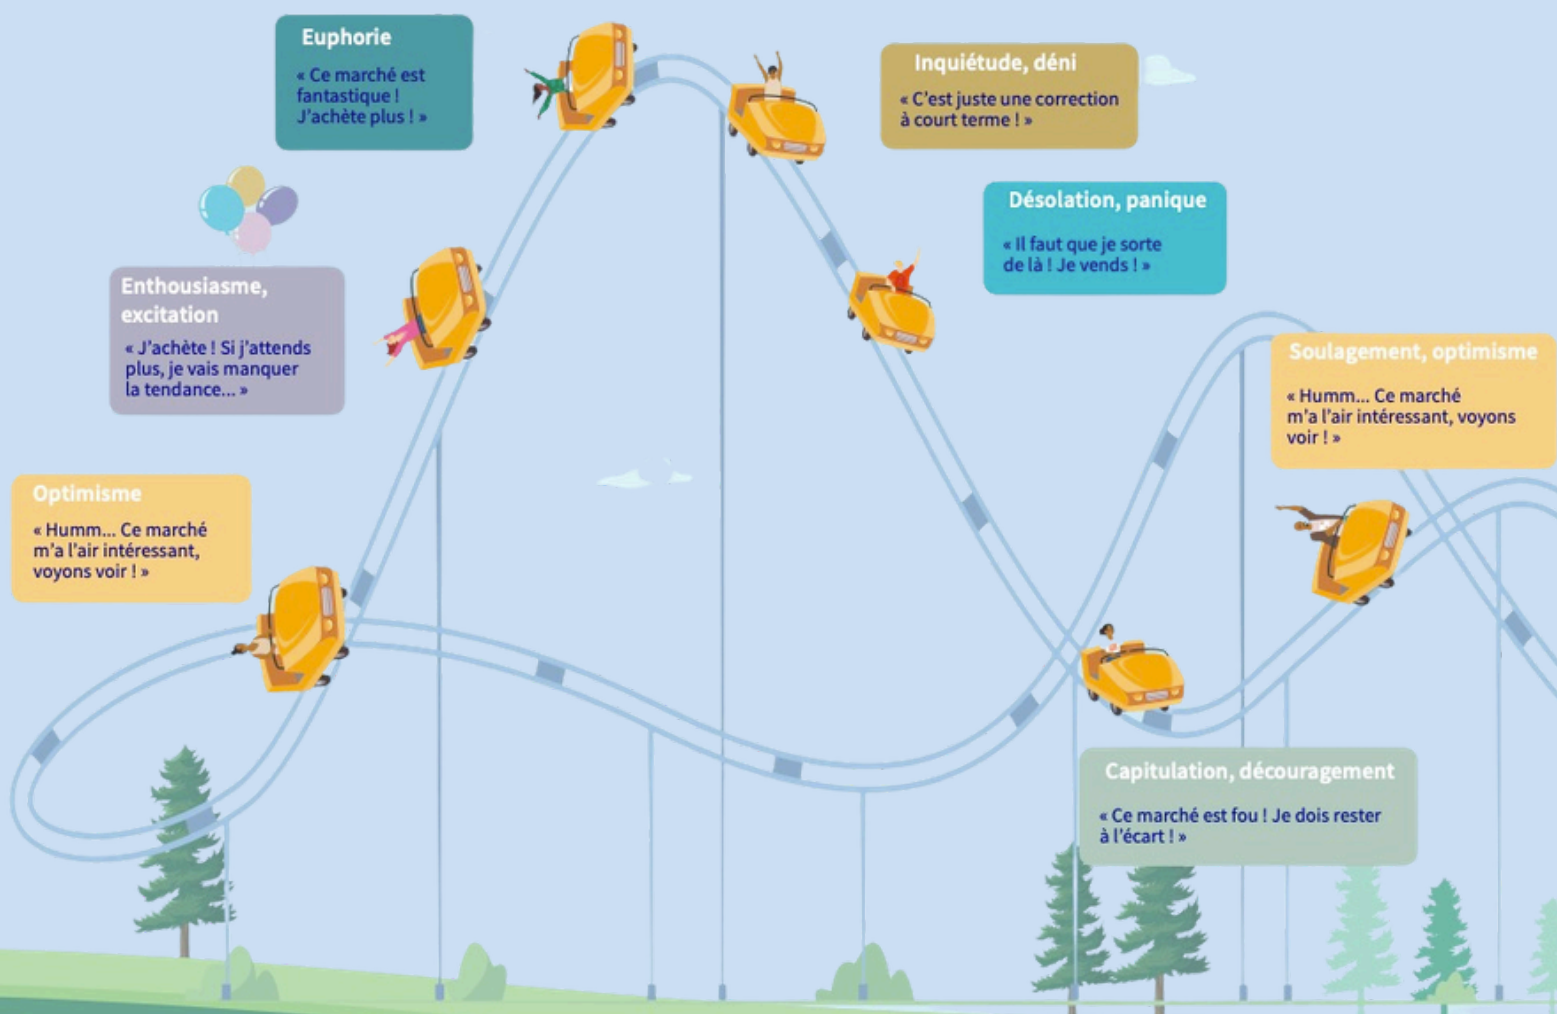 Euphorie
« Ce marché est
fantastique !
J'achète plus ! »
Inquiétude, déni
« C'est juste une correction
à court terme ! »
Désolation, panique
« Il faut que je sorte
de là ! Je vends ! »
Enthousiasme,
excitation
« J'achète ! Si j'attends
plus, je vais manquer
la tendance... »
Soulagement, optimisme
« Humm... Ce marché
m'a l'air intéressant, voyons
voir ! »
Optimisme
« Humm... Ce marché
m'a l'air intéressant,
voyons voir ! »
Capitulation, découragement
« Ce marché est fou ! Je dois rester
à l'écart ! »